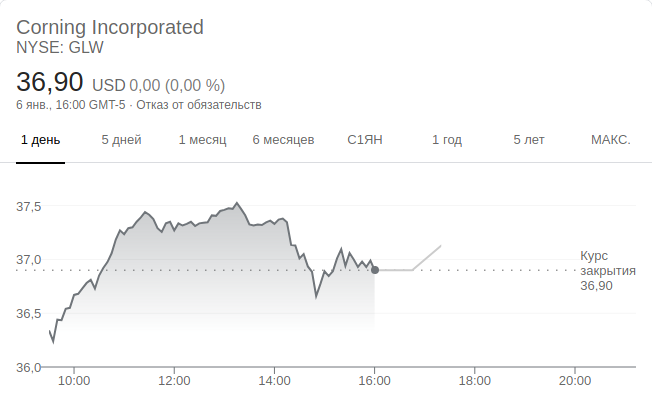 Corning Incorporated
NYSE: GLW
36,90 USD 0,00 (0,00 %)
6 янв., 16:00 GMT-5 · Отказ от обязательств
1 день 5 дней 1 месяц 6 месяцев С1ЯН 1 год 5 лет МАКС.
37,5
37,0
36,5
36,0
Курс
закрытия
36,90
10:00 12:00 14:00 16:00 18:00 20:00